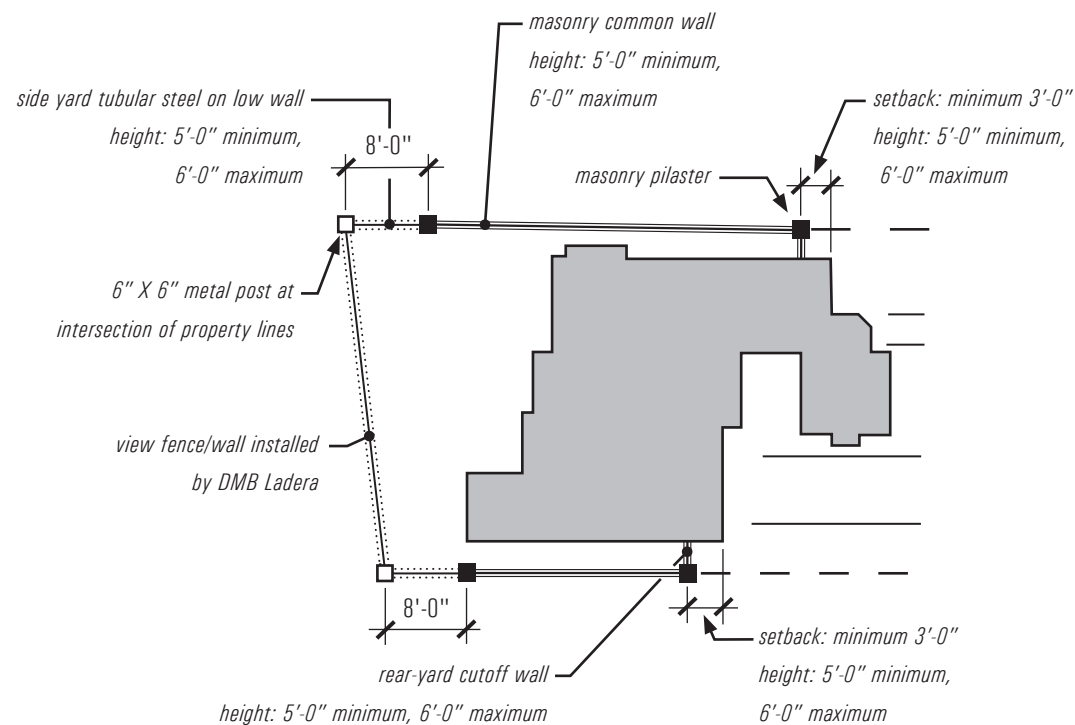 masonry common wall
height: 5'-0" minimum,
6'-0" maximum
side yard tubular steel on low wall
height: 5'-0" minimum,
6'-0" maximum
8'-0"
setback: minimum 3'-0"
height: 5'-0" minimum,
6'-0" maximum
masonry pilaster
6" X 6" metal post at
intersection of property lines
view fence/wall installed
by DMB Ladera
8'-0"
rear-yard cutoff wall
height: 5'-0" minimum, 6'-0" maximum
setback: minimum 3'-0"
height: 5'-0" minimum,
6'-0" maximum